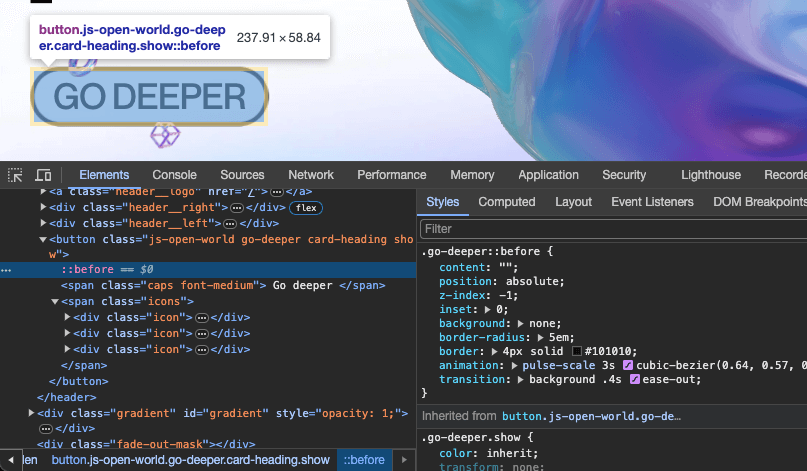 button.js-open-world.go-deep
er.card-heading.show::before 237.91 × 58.84
GO DEEPER
Elements Console Sources Network Performance Memory Application Security Lighthouse Recorde
<a class="header__logo" href="/"></a>
<div class="header__right"></div> flex
<div class="header__left"></div>
<button class="js-open-world go-deeper card-heading sho
w">
::before == $0
<span class="caps font-medium"> Go deeper </span>
<span class="icons">
<div class="icon"></div>
<div class="icon"></div>
<div class="icon"></div>
</span>
</button>
</header>
<div class="gradient" id="gradient" style="opacity: 1;">
</div>
<div class="fade-out-mask"></div>
len button.js-open-world.go-deeper.card-heading.show ::before
Styles Computed Layout Event Listeners DOM Breakpoints
Filter
.go-deeper::before {
content: "";
position: absolute;
z-index: -1;
inset: 0;
background: none;
border-radius: 5em;
border: 4px solid #101010;
animation: pulse-scale 3s cubic-bezier(0.64, 0.57, 0
transition: background .4s ease-out;
}
Inherited from button.js-open-world.go-de…
.go-deeper.show {
color: inherit;
transform: none;